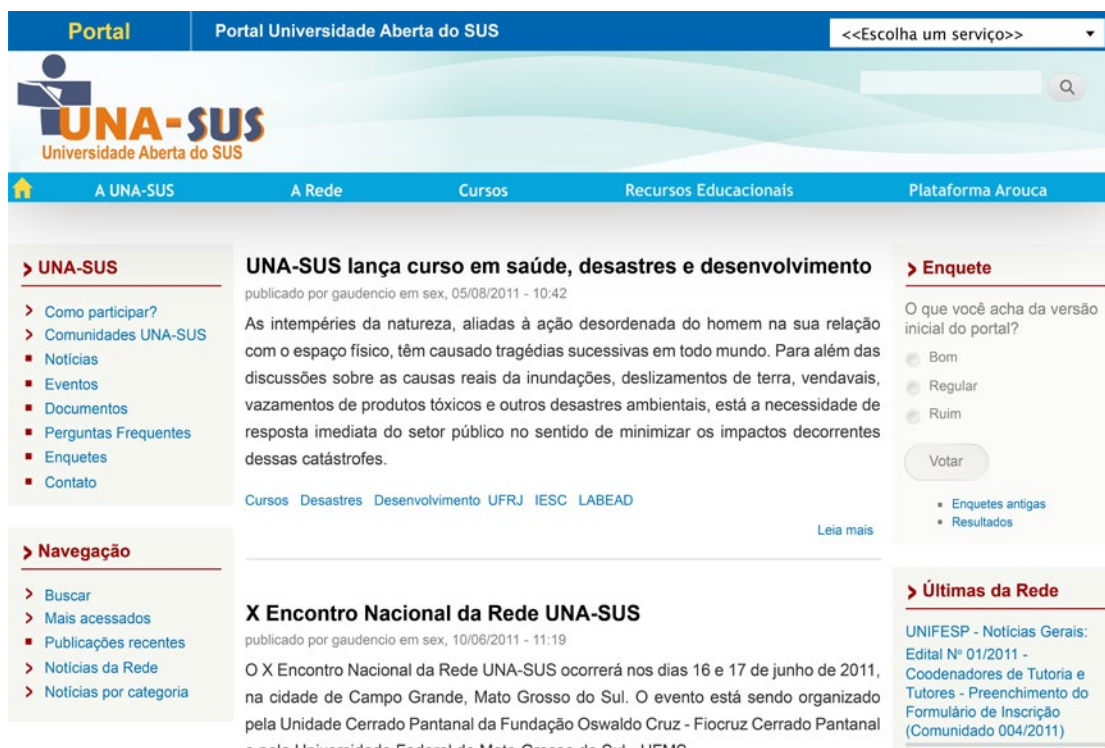 Portal
Portal Universidade Aberta do SUS
<<Escolha um serviço>>
UNA-SUS
Universidade Aberta do SUS
A UNA-SUS
A Rede
Cursos
Recursos Educacionais
Plataforma Arouca
UNA-SUS
Como participar?
Comunidades UNA-SUS
Notícias
Eventos
Documentos
Perguntas Frequentes
Enquetes
Contato
Navegação
Buscar
Mais acessados
Publicações recentes
Notícias da Rede
Notícias por categoria
UNA-SUS lança curso em saúde, desastres e desenvolvimento
publicado por gaudencio em sex, 05/08/2011 - 10:42
As intempéries da natureza, aliadas à ação desordenada do homem na sua relação
com o espaço físico, têm causado tragédias sucessivas em todo mundo. Para além das
discussões sobre as causas reais da inundações, deslizamentos de terra, vendavais,
vazamentos de produtos tóxicos e outros desastres ambientais, está a necessidade de
resposta imediata do setor público no sentido de minimizar os impactos decorrentes
dessas catástrofes.
Cursos Desastres Desenvolvimento UFRJ IESC LABEAD
Leia mais
X Encontro Nacional da Rede UNA-SUS
publicado por gaudencio em sex, 10/06/2011 - 11:19
O X Encontro Nacional da Rede UNA-SUS ocorrerá nos dias 16 e 17 de junho de 2011,
na cidade de Campo Grande, Mato Grosso do Sul. O evento está sendo organizado
pela Unidade Cerrado Pantanal da Fundação Oswaldo Cruz - Fiocruz Cerrado Pantanal
e pela Universidade Federal de Mato Grosso do Sul - UFMS
Enquete
O que você acha da versão
inicial do portal?
Bom
Regular
Ruim
Votar
Enquetes antigas
Resultados
Últimas da Rede
UNIFESP - Notícias Gerais:
Edital Nº 01/2011 -
Coodenadores de Tutoria e
Tutores - Preenchimento do
Formulário de Inscrição
(Comunidado 004/2011)